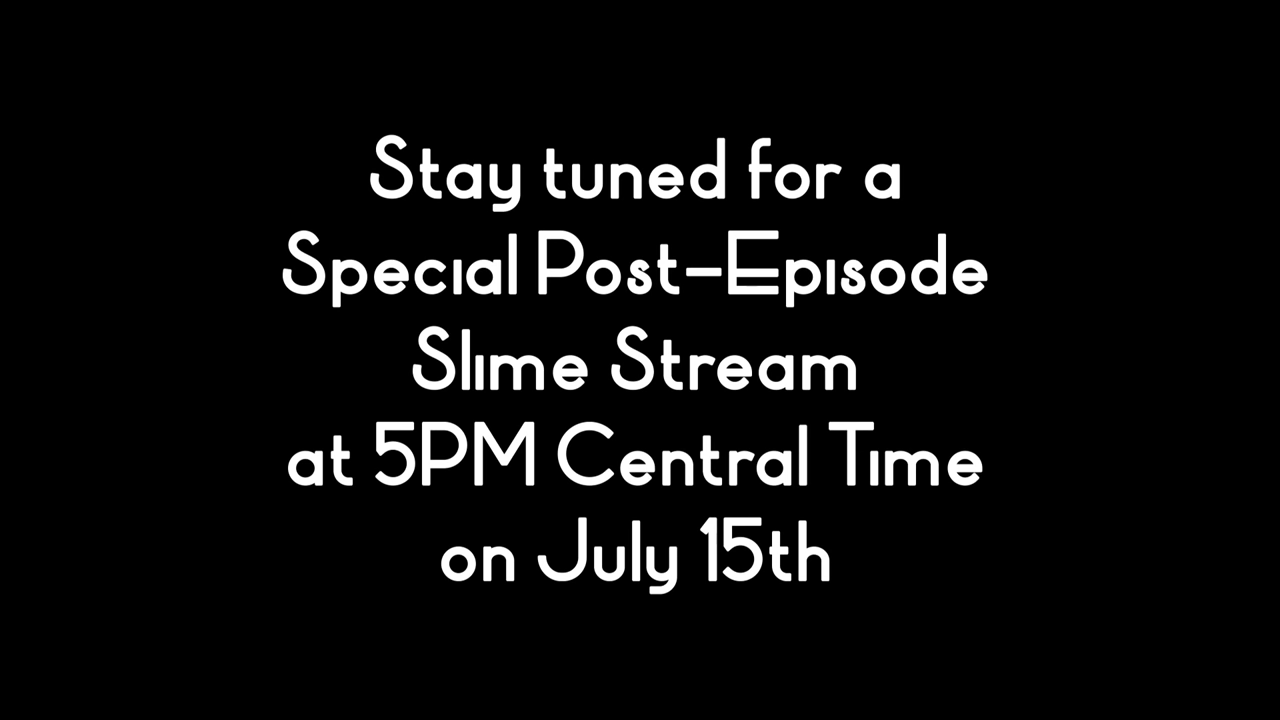 Stay tuned for a
Special Post-Episode
Slime Stream
at 5PM Central Time
on July 15th